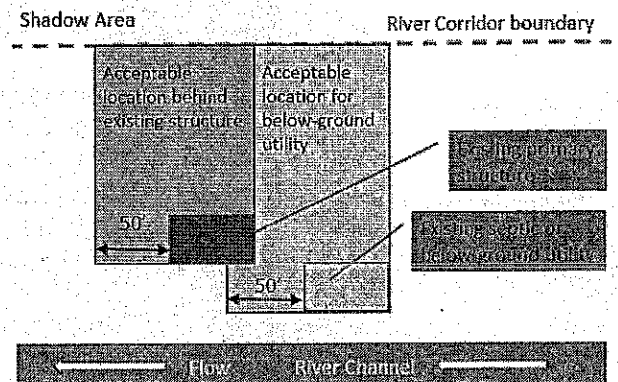 Shadow Area
River Corridor boundary
Acceptable
location behind
existing structure
Acceptable
location for
below-ground
utility
Existing primary
structure
50'
Existing septic or
below-ground utility
50'
Flow
River Channel